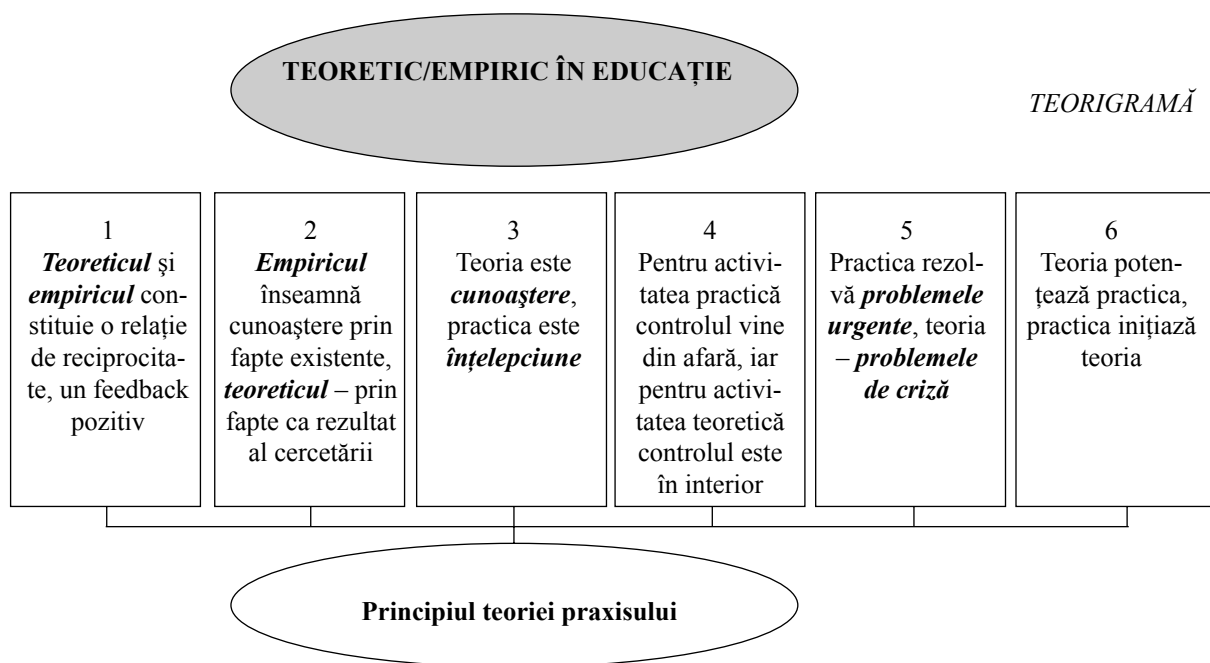 TEORETIC/EMPIRIC ÎN EDUCAȚIE
TEORIGRAMĂ
1
Teoreticul şi
empiricul con-
stituie o relație
de reciprocita-
te, un feedback
pozitiv
2
Empiricul
înseamnă
cunoaştere prin
fapte existente,
teoreticul – prin
fapte ca rezultat
al cercetării
3
Teoria este
cunoaştere,
practica este
înțelepciune
4
Pentru activi-
tatea practică
controlul vine
din afară, iar
pentru activi-
tatea teoretică
controlul este
în interior
5
Practica rezol-
vă problemele
urgente, teoria
– problemele
de criză
6
Teoria poten-
țează practica,
practica inițiază
teoria
Principiul teoriei praxisului